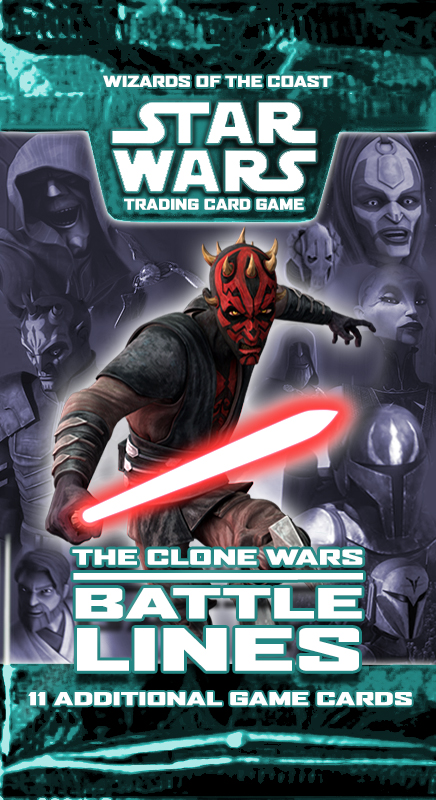 WIZARDS OF THE COAST
STAR
WARS
TRADING CARD GAME
THE CLONE WARS
BATTLE
LINES
11 ADDITIONAL GAME CARDS